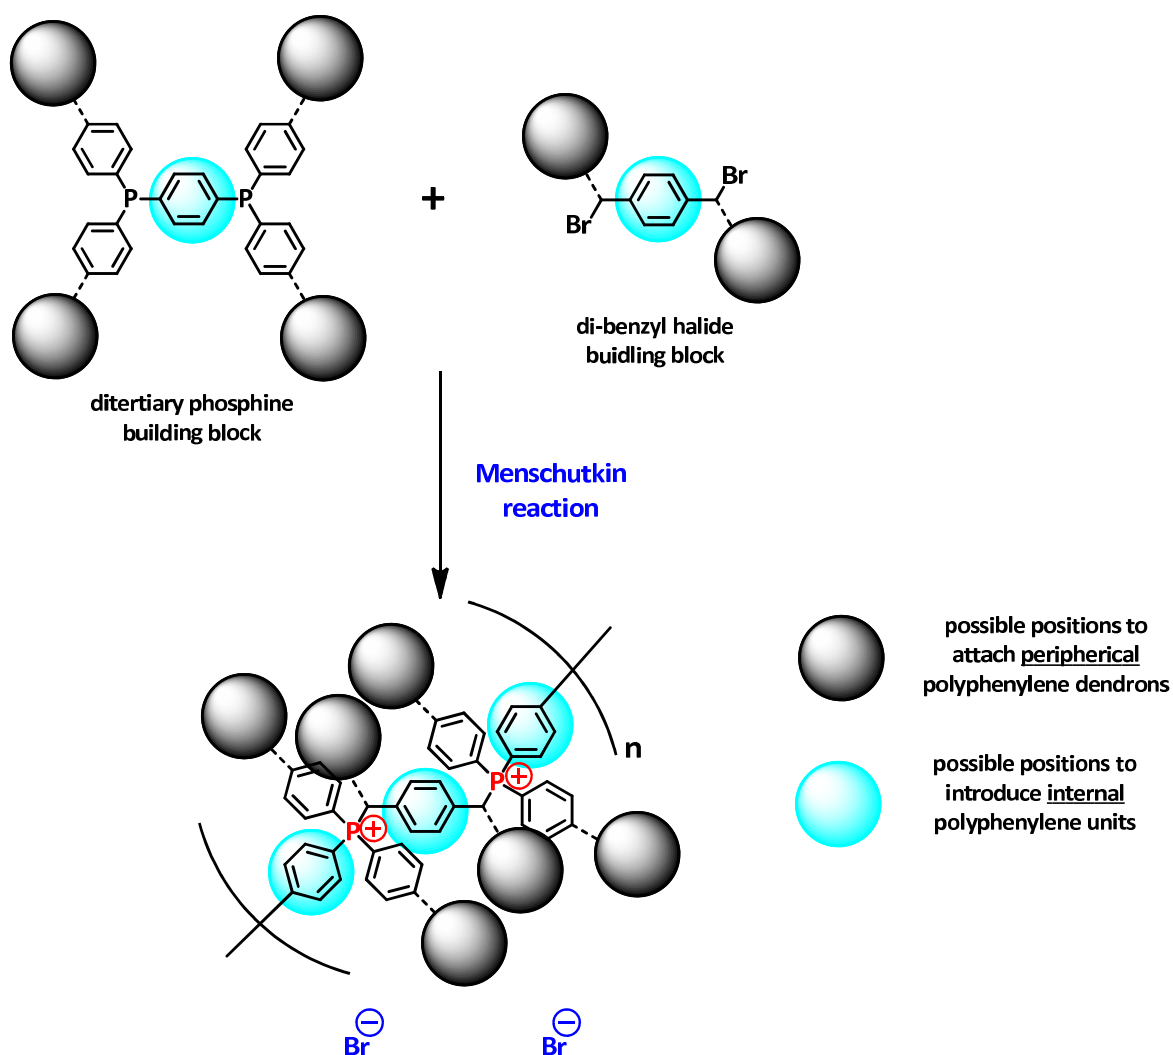 P
P
+
Br
Br
di-benzyl halide
buidling block
ditertiary phosphine
building block
Menschutkin
reaction
possible positions to
attach peripherical
polyphenylene dendrons
n
P+
P+
possible positions to
introduce internal
polyphenylene units
Br−
Br−